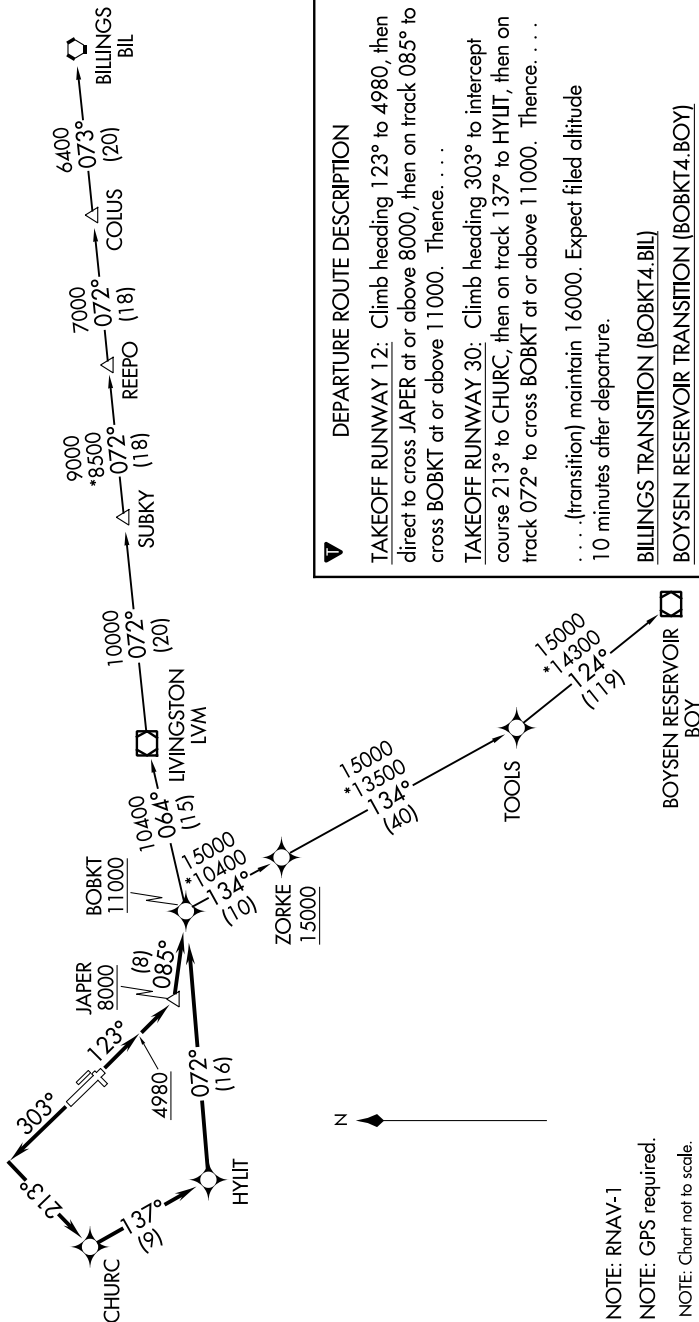 BILLINGS
BIL
6400
073°
(20)
COLUS
7000
072°
(18)
REEPO
9000
*8500
072°
(18)
SUBKY
10000
072°
(20)
LIVINGSTON
LVM
10400
064°
(15)
BOBKT
11000
15000
*10400
134°
(10)
ZORKE
15000
15000
*13500
134°
(40)
TOOLS
15000
*14300
124°
(119)
BOYSEN RESERVOIR
BOY
JAPER
8000
(8)
085°
123°
4980
303°
213°
CHURC
137°
(9)
HYLIT
072°
(16)
N
NOTE: RNAV-1
NOTE: GPS required.
NOTE: Chart not to scale.
T
DEPARTURE ROUTE DESCRIPTION
TAKEOFF RUNWAY 12: Climb heading 123° to 4980, then
direct to cross JAPER at or above 8000, then on track 085° to
cross BOBKT at or above 11000. Thence. . . .
TAKEOFF RUNWAY 30: Climb heading 303° to intercept
course 213° to CHURC, then on track 137° to HYLIT, then on
track 072° to cross BOBKT at or above 11000. Thence. . . .
. . . .(transition) maintain 16000. Expect filed altitude
10 minutes after departure.
BILLINGS TRANSITION (BOBKT4.BIL)
BOYSEN RESERVOIR TRANSITION (BOBKT4.BOY)